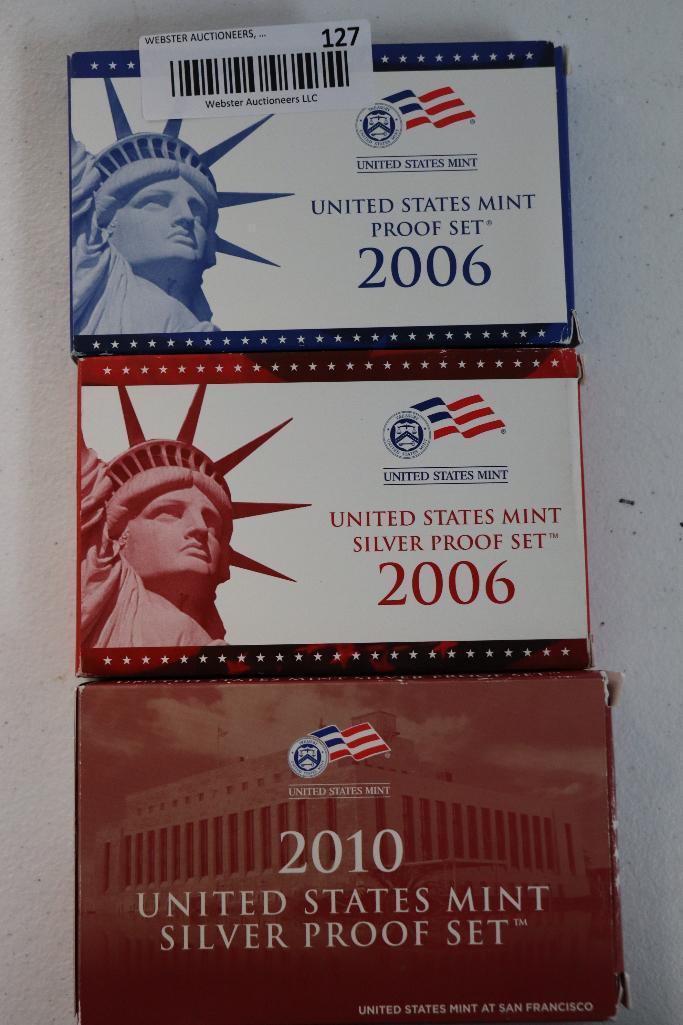 WEBSTER AUCTIONEERS, ...
127
Webster Auctioneers LLC
UNITED STATES MINT
UNITED STATES MINT
PROOF SET®
2006
UNITED STATES MINT
UNITED STATES MINT
SILVER PROOF SET™
2006
UNITED STATES MINT
2010
UNITED STATES MINT
SILVER PROOF SET™
UNITED STATES MINT AT SAN FRANCISCO